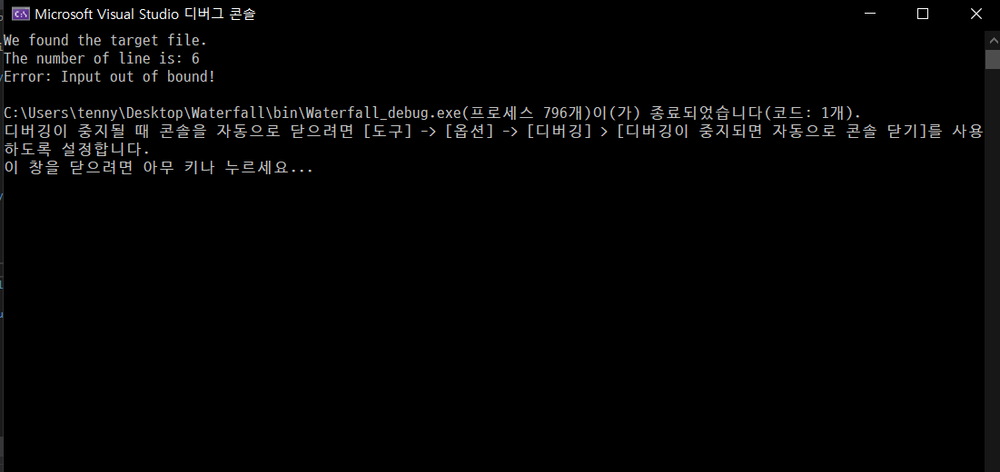 Microsoft Visual Studio 디버그 콘솔
We found the target file.
The number of line is: 6
Error: Input out of bound!
C:\Users\tenny\Desktop\Waterfall\bin\Waterfall_debug.exe(프로세스 796개)이(가) 종료되었습니다(코드: 1개).
디버깅이 중지될 때 콘솔을 자동으로 닫으려면 [도구] -> [옵션] -> [디버깅] > [디버깅이 중지되면 자동으로 콘솔 닫기]를 사용
하도록 설정합니다.
이 창을 닫으려면 아무 키나 누르세요...